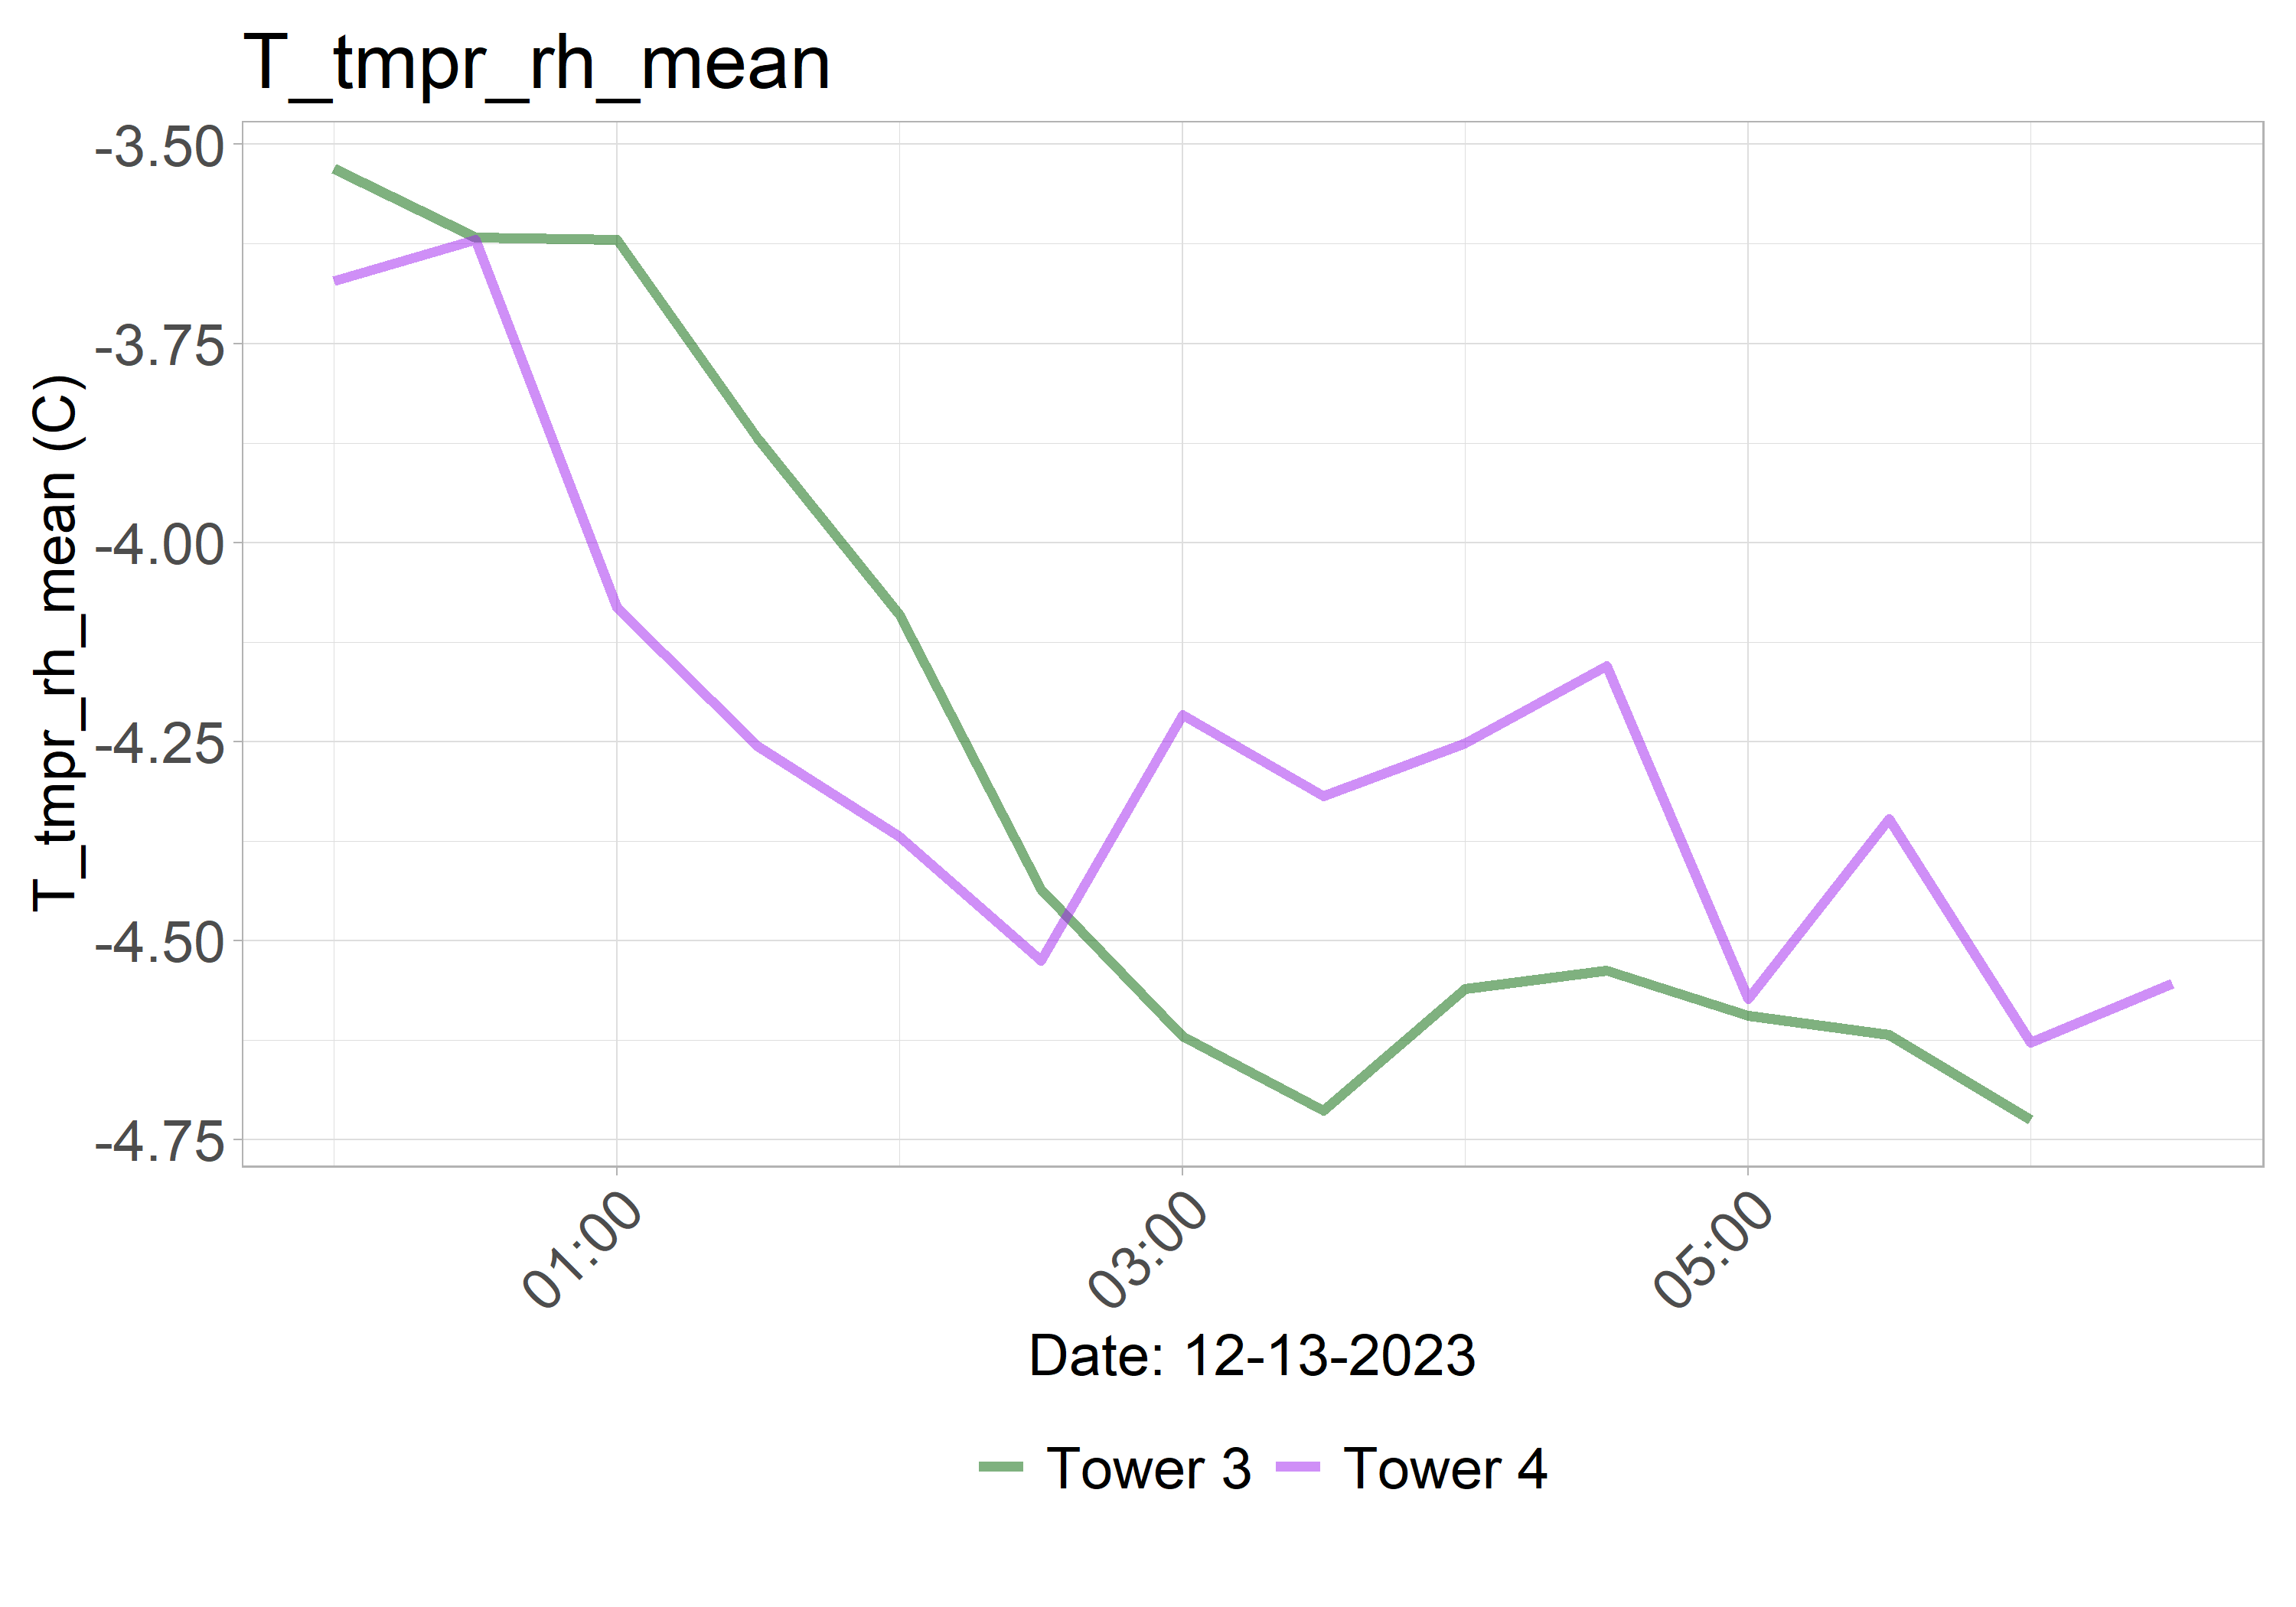 T_tmpr_rh_mean
T_tmpr_rh_mean (C)
-3.50
-3.75
-4.00
-4.25
-4.50
-4.75
01:00
03:00
05:00
Date: 12-13-2023
Tower 3
Tower 4